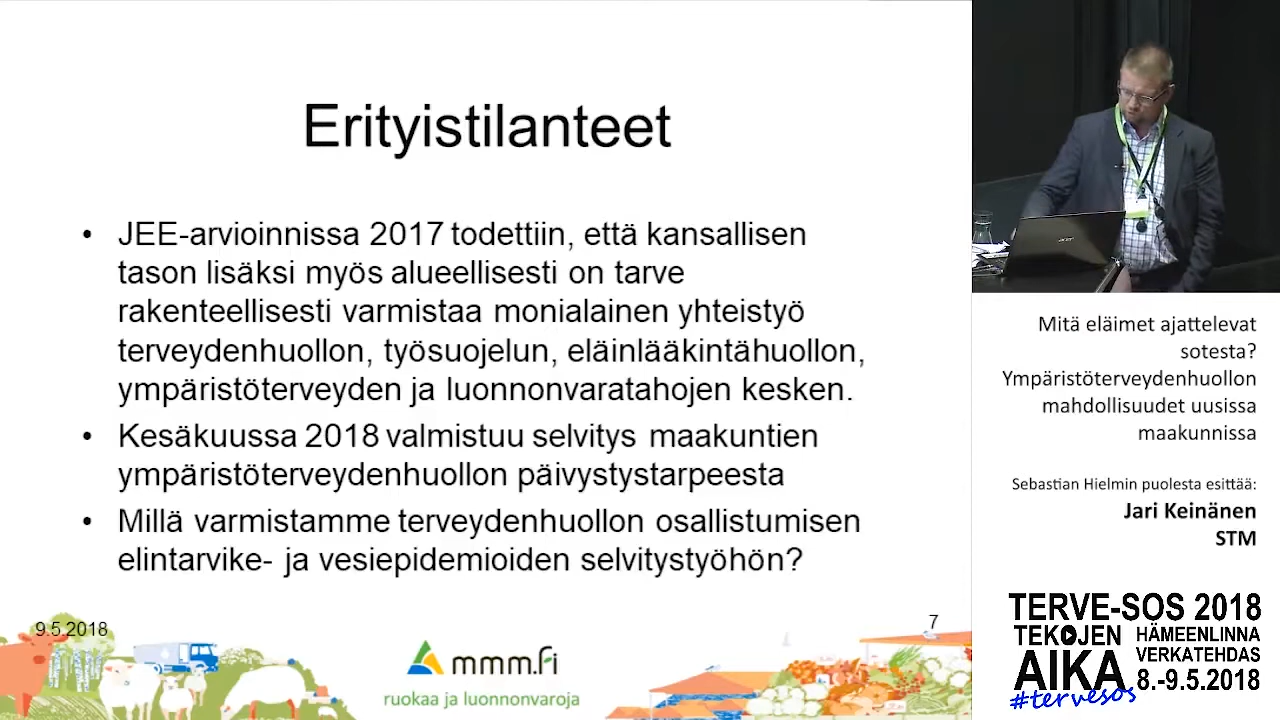 Erityistilanteet
• JEE-arvioinnissa 2017 todettiin, että kansallisen
tason lisäksi myös alueellisesti on tarve
rakenteellisesti varmistaa monialainen yhteistyö
terveydenhuollon, työsuojelun, eläinlääkintähuollon,
ympäristöterveyden ja luonnonvaratahojen kesken.
• Kesäkuussa 2018 valmistuu selvitys maakuntien
ympäristöterveydenhuollon päivystystarpeesta
• Millä varmistamme terveydenhuollon osallistumisen
elintarvike- ja vesiepidemioiden selvitystyöhön?
9.5.2018
7
mmm.fi
ruokaa ja luonnonvaroja
acer
Mitä eläimet ajattelevat
sotesta?
Ympäristöterveydenhuollon
mahdollisuudet uusissa
maakunnissa
Sebastian Hielmin puolesta esittää:
Jari Keinänen
STM
TERVE-SOS 2018
TEKOJEN
AIKA
HÄMEENLINNA
VERKATEHDAS
8.-9.5.2018
#tervesos